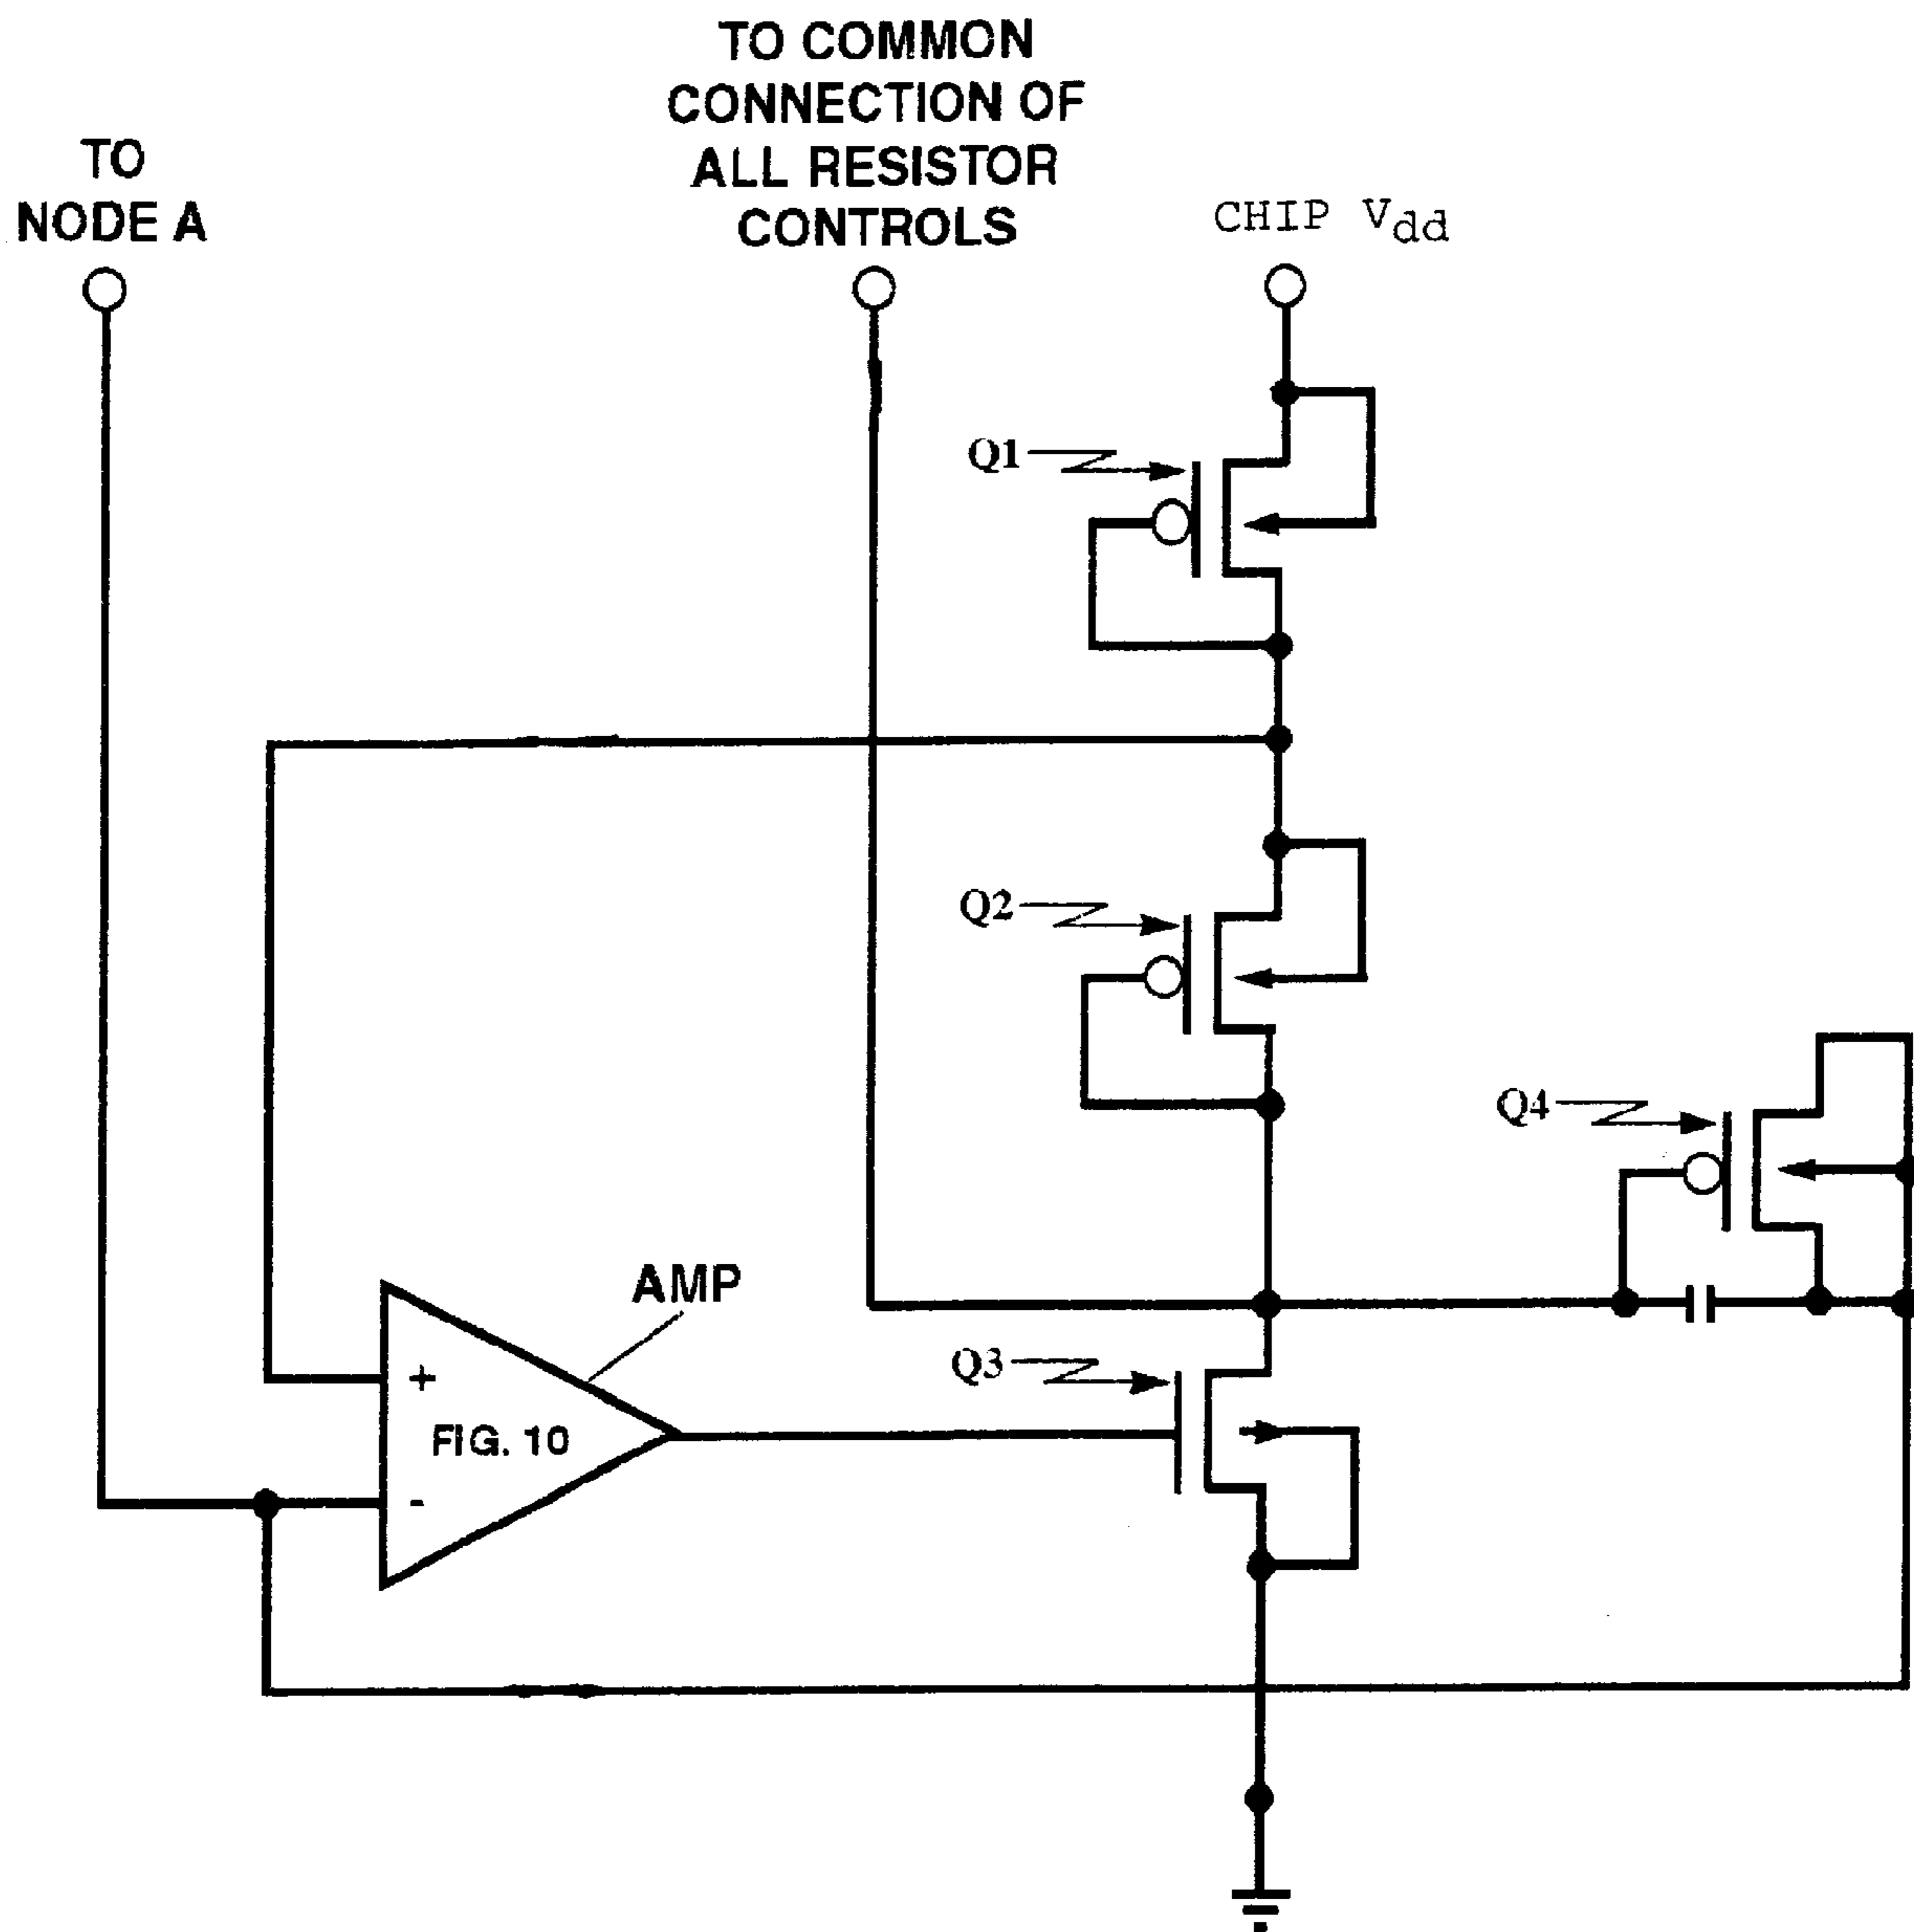 TO COMMON
CONNECTION OF
ALL RESISTOR
CONTROLS
TO
NODE A
CHIP Vdd
Q1
Q2
Q4
AMP
Q3
+
FIG. 10
-